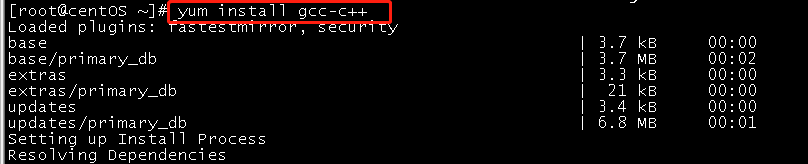 [root@centOS ~]# yum install gcc-c++
Loaded plugins: fastestmirror, security
base | 3.7 kB 00:00
base/primary_db | 3.7 MB 00:02
extras | 3.3 kB 00:00
extras/primary_db | 21 kB 00:00
updates | 3.4 kB 00:00
updates/primary_db | 6.8 MB 00:01
Setting up Install Process
Resolving Dependencies